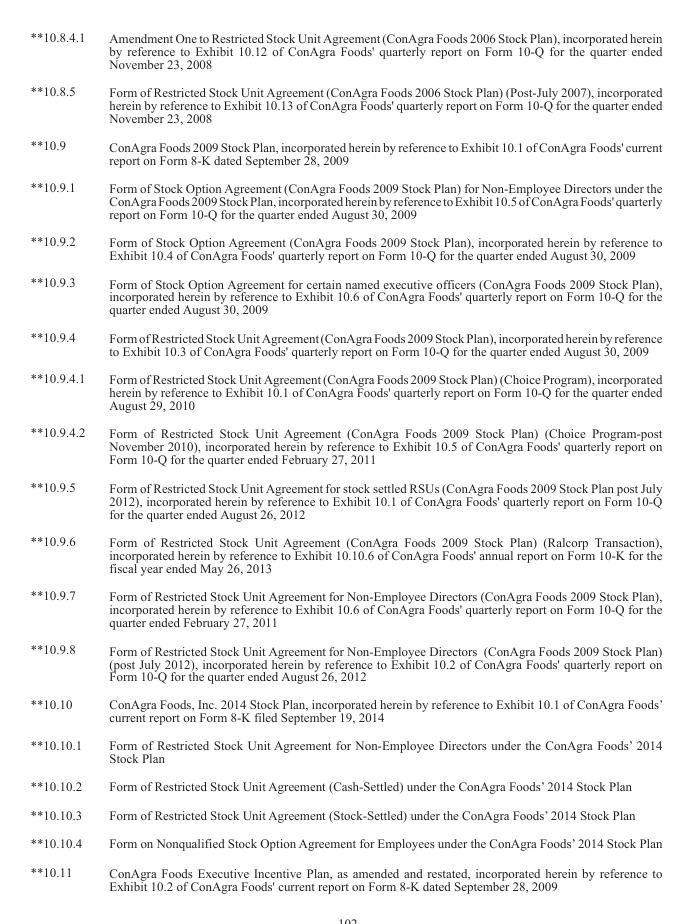 **10.8.4.1 Amendment One to Restricted Stock Unit Agreement (ConAgra Foods 2006 Stock Plan), incorporated herein
by reference to Exhibit 10.12 of ConAgra Foods' quarterly report on Form 10-Q for the quarter ended
November 23, 2008
**10.8.5 Form of Restricted Stock Unit Agreement (ConAgra Foods 2006 Stock Plan) (Post-July 2007), incorporated
herein by reference to Exhibit 10.13 of ConAgra Foods' quarterly report on Form 10-Q for the quarter ended
November 23, 2008
**10.9 ConAgra Foods 2009 Stock Plan, incorporated herein by reference to Exhibit 10.1 of ConAgra Foods' current
report on Form 8-K dated September 28, 2009
**10.9.1 Form of Stock Option Agreement (ConAgra Foods 2009 Stock Plan) for Non-Employee Directors under the
ConAgra Foods 2009 Stock Plan, incorporated herein by reference to Exhibit 10.5 of ConAgra Foods' quarterly
report on Form 10-Q for the quarter ended August 30, 2009
**10.9.2 Form of Stock Option Agreement (ConAgra Foods 2009 Stock Plan), incorporated herein by reference to
Exhibit 10.4 of ConAgra Foods' quarterly report on Form 10-Q for the quarter ended August 30, 2009
**10.9.3 Form of Stock Option Agreement for certain named executive officers (ConAgra Foods 2009 Stock Plan),
incorporated herein by reference to Exhibit 10.6 of ConAgra Foods' quarterly report on Form 10-Q for the
quarter ended August 30, 2009
**10.9.4 Form of Restricted Stock Unit Agreement (ConAgra Foods 2009 Stock Plan), incorporated herein by reference
to Exhibit 10.3 of ConAgra Foods' quarterly report on Form 10-Q for the quarter ended August 30, 2009
**10.9.4.1 Form of Restricted Stock Unit Agreement (ConAgra Foods 2009 Stock Plan) (Choice Program), incorporated
herein by reference to Exhibit 10.1 of ConAgra Foods' quarterly report on Form 10-Q for the quarter ended
August 29, 2010
**10.9.4.2 Form of Restricted Stock Unit Agreement (ConAgra Foods 2009 Stock Plan) (Choice Program-post
November 2010), incorporated herein by reference to Exhibit 10.5 of ConAgra Foods' quarterly report on
Form 10-Q for the quarter ended February 27, 2011
**10.9.5 Form of Restricted Stock Unit Agreement for stock settled RSUs (ConAgra Foods 2009 Stock Plan post July
2012), incorporated herein by reference to Exhibit 10.1 of ConAgra Foods' quarterly report on Form 10-Q
for the quarter ended August 26, 2012
**10.9.6 Form of Restricted Stock Unit Agreement (ConAgra Foods 2009 Stock Plan) (Ralcorp Transaction),
incorporated herein by reference to Exhibit 10.10.6 of ConAgra Foods' annual report on Form 10-K for the
fiscal year ended May 26, 2013
**10.9.7 Form of Restricted Stock Unit Agreement for Non-Employee Directors (ConAgra Foods 2009 Stock Plan),
incorporated herein by reference to Exhibit 10.6 of ConAgra Foods' quarterly report on Form 10-Q for the
quarter ended February 27, 2011
**10.9.8 Form of Restricted Stock Unit Agreement for Non-Employee Directors (ConAgra Foods 2009 Stock Plan)
(post July 2012), incorporated herein by reference to Exhibit 10.2 of ConAgra Foods' quarterly report on
Form 10-Q for the quarter ended August 26, 2012
**10.10 ConAgra Foods, Inc. 2014 Stock Plan, incorporated herein by reference to Exhibit 10.1 of ConAgra Foods’
current report on Form 8-K filed September 19, 2014
**10.10.1 Form of Restricted Stock Unit Agreement for Non-Employee Directors under the ConAgra Foods’ 2014
Stock Plan
**10.10.2 Form of Restricted Stock Unit Agreement (Cash-Settled) under the ConAgra Foods’ 2014 Stock Plan
**10.10.3 Form of Restricted Stock Unit Agreement (Stock-Settled) under the ConAgra Foods’ 2014 Stock Plan
**10.10.4 Form on Nonqualified Stock Option Agreement for Employees under the ConAgra Foods’ 2014 Stock Plan
**10.11 ConAgra Foods Executive Incentive Plan, as amended and restated, incorporated herein by reference to
Exhibit 10.2 of ConAgra Foods' current report on Form 8-K dated September 28, 2009